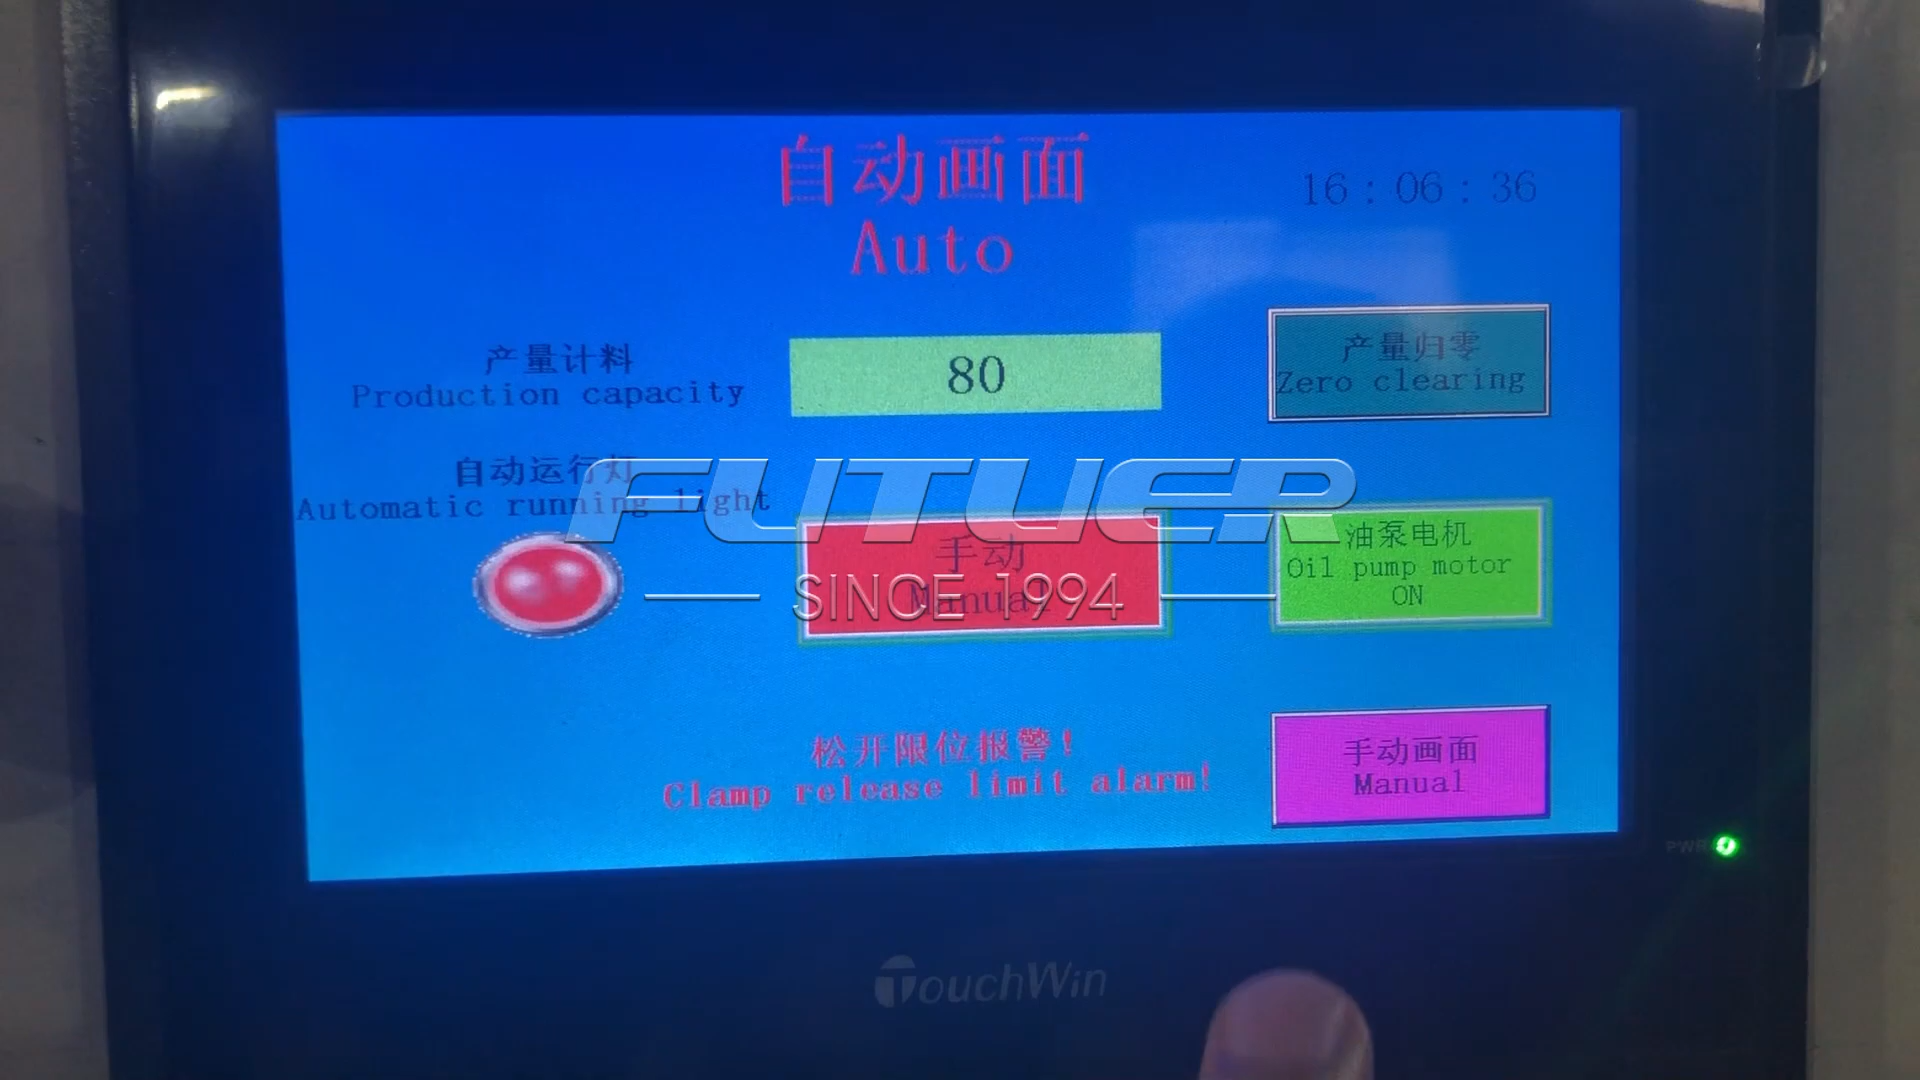 自动画面
Auto
16:06:36
产量计料
Production capacity
80
产量归零
Zero clearing
自动运行灯
Automatic running light
FUTUER
SINCE 1994
手动
Manual
油泵电机
Oil pump motor
ON
松开限位报警!
Clamp release limit alarm!
手动画面
Manual
PWR
TouchWin